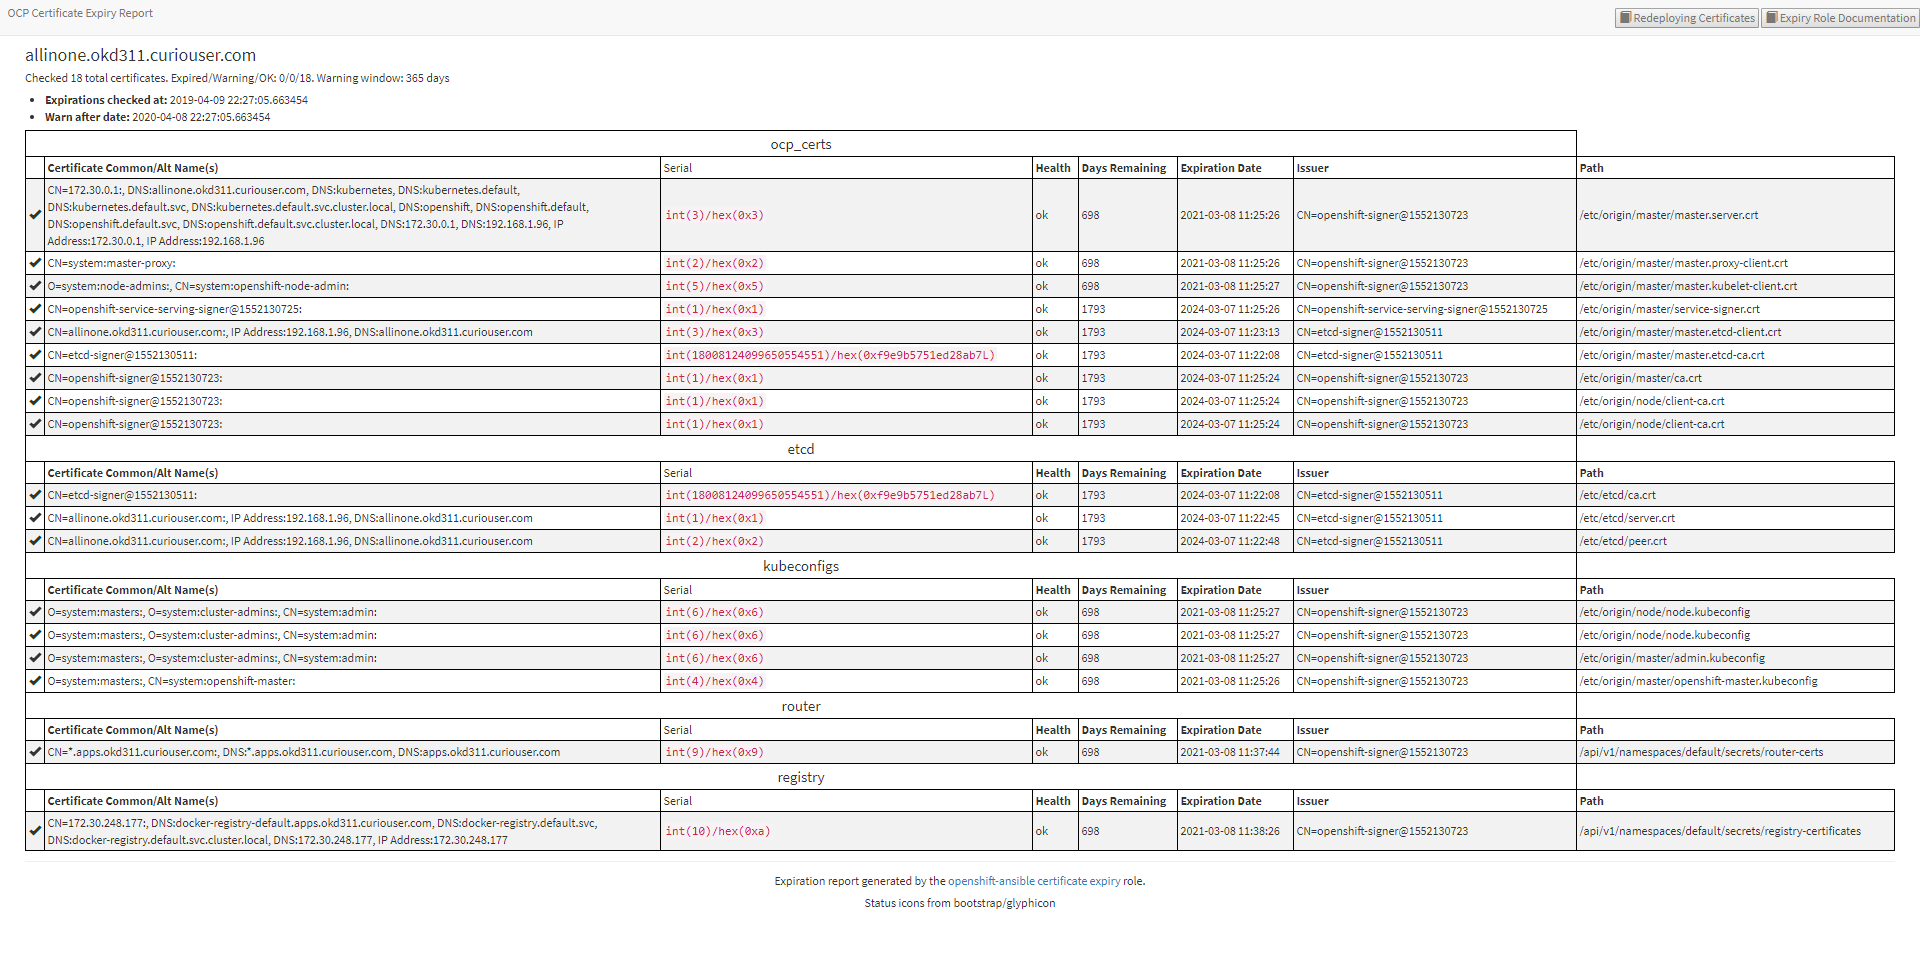 OCP Certificate Expiry Report
Redeploying Certificates Expiry Role Documentation
allinone.okd311.curiouser.com
Checked 18 total certificates. Expired/Warning/OK: 0/0/18. Warning window: 365 days
Expirations checked at: 2019-04-09 22:27:05.663454
Warn after date: 2020-04-08 22:27:05.663454
ocp_certs
Certificate Common/Alt Name(s) Serial Health Days Remaining Expiration Date Issuer Path
CN=172.30.0.1:, DNS:allinone.okd311.curiouser.com, DNS:kubernetes, DNS:kubernetes.default,
DNS:kubernetes.default.svc, DNS:kubernetes.default.svc.cluster.local, DNS:openshift, DNS:openshift.default,
DNS:openshift.default.svc, DNS:openshift.default.svc.cluster.local, DNS:172.30.0.1, DNS:192.168.1.96, IP
Address:172.30.0.1, IP Address:192.168.1.96
int(3)/hex(0x3) ok 698 2021-03-08 11:25:26 CN=openshift-signer@1552130723 /etc/origin/master/master.server.crt
CN=system:master-proxy: int(2)/hex(0x2) ok 698 2021-03-08 11:25:26 CN=openshift-signer@1552130723 /etc/origin/master/master.proxy-client.crt
O=system:node-admins:, CN=system:openshift-node-admin: int(5)/hex(0x5) ok 698 2021-03-08 11:25:27 CN=openshift-signer@1552130723 /etc/origin/master/master.kubelet-client.crt
CN=openshift-service-serving-signer@1552130725: int(1)/hex(0x1) ok 1793 2024-03-07 11:25:26 CN=openshift-service-serving-signer@1552130725 /etc/origin/master/service-signer.crt
CN=allinone.okd311.curiouser.com:, IP Address:192.168.1.96, DNS:allinone.okd311.curiouser.com int(3)/hex(0x3) ok 1793 2024-03-07 11:23:13 CN=etcd-signer@1552130511 /etc/origin/master/master.etcd-client.crt
CN=etcd-signer@1552130511: int(18008124099650554551)/hex(0xf9e9b5751ed28ab7L) ok 1793 2024-03-07 11:22:08 CN=etcd-signer@1552130511 /etc/origin/master/master.etcd-ca.crt
CN=openshift-signer@1552130723: int(1)/hex(0x1) ok 1793 2024-03-07 11:25:24 CN=openshift-signer@1552130723 /etc/origin/master/ca.crt
CN=openshift-signer@1552130723: int(1)/hex(0x1) ok 1793 2024-03-07 11:25:24 CN=openshift-signer@1552130723 /etc/origin/node/client-ca.crt
CN=openshift-signer@1552130723: int(1)/hex(0x1) ok 1793 2024-03-07 11:25:24 CN=openshift-signer@1552130723 /etc/origin/node/client-ca.crt
etcd
Certificate Common/Alt Name(s) Serial Health Days Remaining Expiration Date Issuer Path
CN=etcd-signer@1552130511: int(18008124099650554551)/hex(0xf9e9b5751ed28ab7L) ok 1793 2024-03-07 11:22:08 CN=etcd-signer@1552130511 /etc/etcd/ca.crt
CN=allinone.okd311.curiouser.com:, IP Address:192.168.1.96, DNS:allinone.okd311.curiouser.com int(1)/hex(0x1) ok 1793 2024-03-07 11:22:45 CN=etcd-signer@1552130511 /etc/etcd/server.crt
CN=allinone.okd311.curiouser.com:, IP Address:192.168.1.96, DNS:allinone.okd311.curiouser.com int(2)/hex(0x2) ok 1793 2024-03-07 11:22:48 CN=etcd-signer@1552130511 /etc/etcd/peer.crt
kubeconfigs
Certificate Common/Alt Name(s) Serial Health Days Remaining Expiration Date Issuer Path
O=system:masters:, O=system:cluster-admins:, CN=system:admin: int(6)/hex(0x6) ok 698 2021-03-08 11:25:27 CN=openshift-signer@1552130723 /etc/origin/node/node.kubeconfig
O=system:masters:, O=system:cluster-admins:, CN=system:admin: int(6)/hex(0x6) ok 698 2021-03-08 11:25:27 CN=openshift-signer@1552130723 /etc/origin/node/node.kubeconfig
O=system:masters:, O=system:cluster-admins:, CN=system:admin: int(6)/hex(0x6) ok 698 2021-03-08 11:25:27 CN=openshift-signer@1552130723 /etc/origin/master/admin.kubeconfig
O=system:masters:, CN=system:openshift-master: int(4)/hex(0x4) ok 698 2021-03-08 11:25:26 CN=openshift-signer@1552130723 /etc/origin/master/openshift-master.kubeconfig
router
Certificate Common/Alt Name(s) Serial Health Days Remaining Expiration Date Issuer Path
CN=*.apps.okd311.curiouser.com:, DNS:*.apps.okd311.curiouser.com, DNS:apps.okd311.curiouser.com int(9)/hex(0x9) ok 698 2021-03-08 11:37:44 CN=openshift-signer@1552130723 /api/v1/namespaces/default/secrets/router-certs
registry
Certificate Common/Alt Name(s) Serial Health Days Remaining Expiration Date Issuer Path
CN=172.30.248.177:, DNS:docker-registry-default.apps.okd311.curiouser.com, DNS:docker-registry.default.svc,
DNS:docker-registry.default.svc.cluster.local, DNS:172.30.248.177, IP Address:172.30.248.177
int(10)/hex(0xa) ok 698 2021-03-08 11:38:26 CN=openshift-signer@1552130723 /api/v1/namespaces/default/secrets/registry-certificates
Expiration report generated by the openshift-ansible certificate expiry role.
Status icons from bootstrap/glyphicon